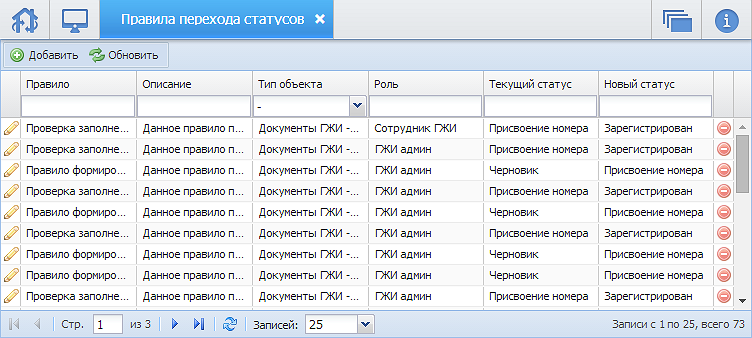 Правила перехода статусов
Добавить Обновить
Правило Описание Тип объекта Роль Текущий статус Новый статус
-
Проверка заполне... Данное правило п... Документы ГЖИ -... Сотрудник ГЖИ Присвоение номера Зарегистрирован
Проверка заполне... Данное правило п... Документы ГЖИ -... ГЖИ админ Присвоение номера Зарегистрирован
Правило формиро... Данное правило п... Документы ГЖИ -... ГЖИ админ Черновик Присвоение номера
Проверка заполне... Данное правило п... Документы ГЖИ -... ГЖИ админ Присвоение номера Зарегистрирован
Правило формиро... Данное правило п... Документы ГЖИ -... ГЖИ админ Черновик Присвоение номера
Проверка заполне... Данное правило п... Документы ГЖИ -... ГЖИ админ Присвоение номера Зарегистрирован
Правило формиро... Данное правило п... Документы ГЖИ -... ГЖИ админ Черновик Присвоение номера
Правило формиро... Данное правило п... Документы ГЖИ -... ГЖИ админ Черновик Присвоение номера
Проверка заполне... Данное правило п... Документы ГЖИ -... ГЖИ админ Присвоение номера Зарегистрирован
Стр. 1 из 3 Записей: 25 Записи с 1 по 25, всего 73